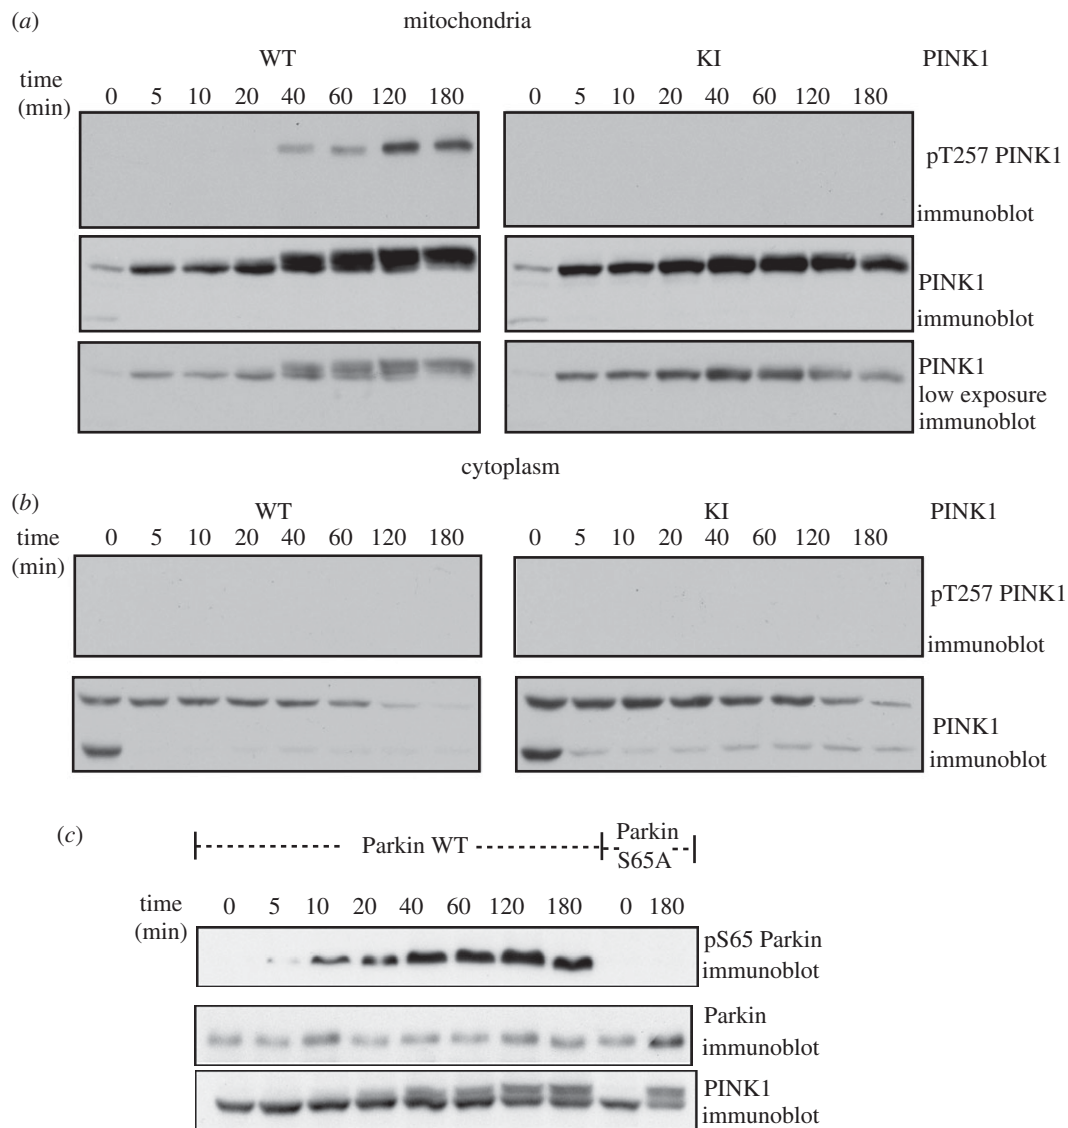 (a)
mitochondria
WT KI PINK1
time
(min)
0 5 10 20 40 60 120 180
0 5 10 20 40 60 120 180
pT257 PINK1
immunoblot
PINK1
immunoblot
PINK1
low exposure
immunoblot
cytoplasm
(b)
WT KI PINK1
time
(min)
0 5 10 20 40 60 120 180
0 5 10 20 40 60 120 180
pT257 PINK1
immunoblot
PINK1
immunoblot
(c)
Parkin WT
Parkin
S65A
time
(min)
0 5 10 20 40 60 120 180 0 180
pS65 Parkin
immunoblot
Parkin
immunoblot
PINK1
immunoblot